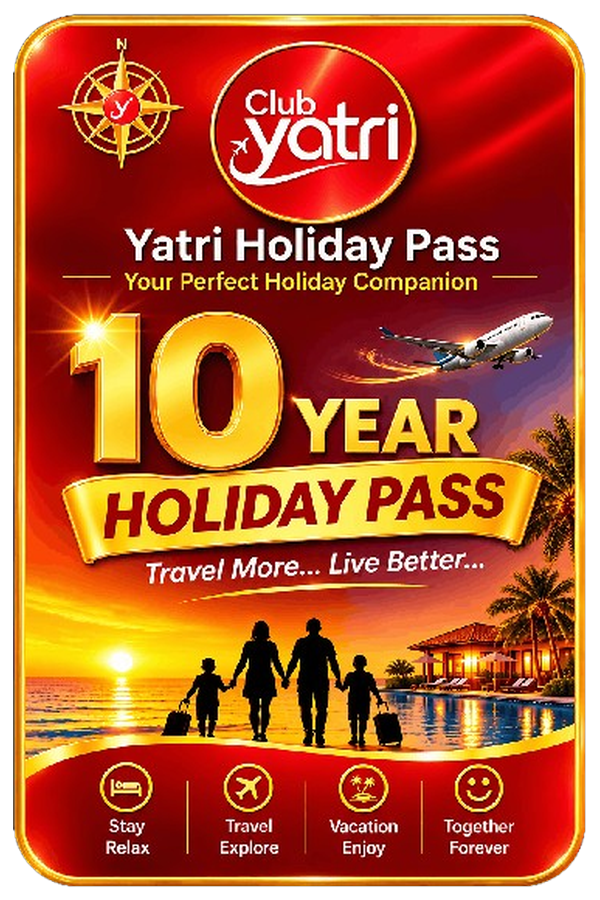 N
y
Club
yatri
Yatri Holiday Pass
Your Perfect Holiday Companion
10 YEAR
HOLIDAY PASS
Travel More... Live Better...
Stay
Relax
Travel
Explore
Vacation
Enjoy
Together
Forever